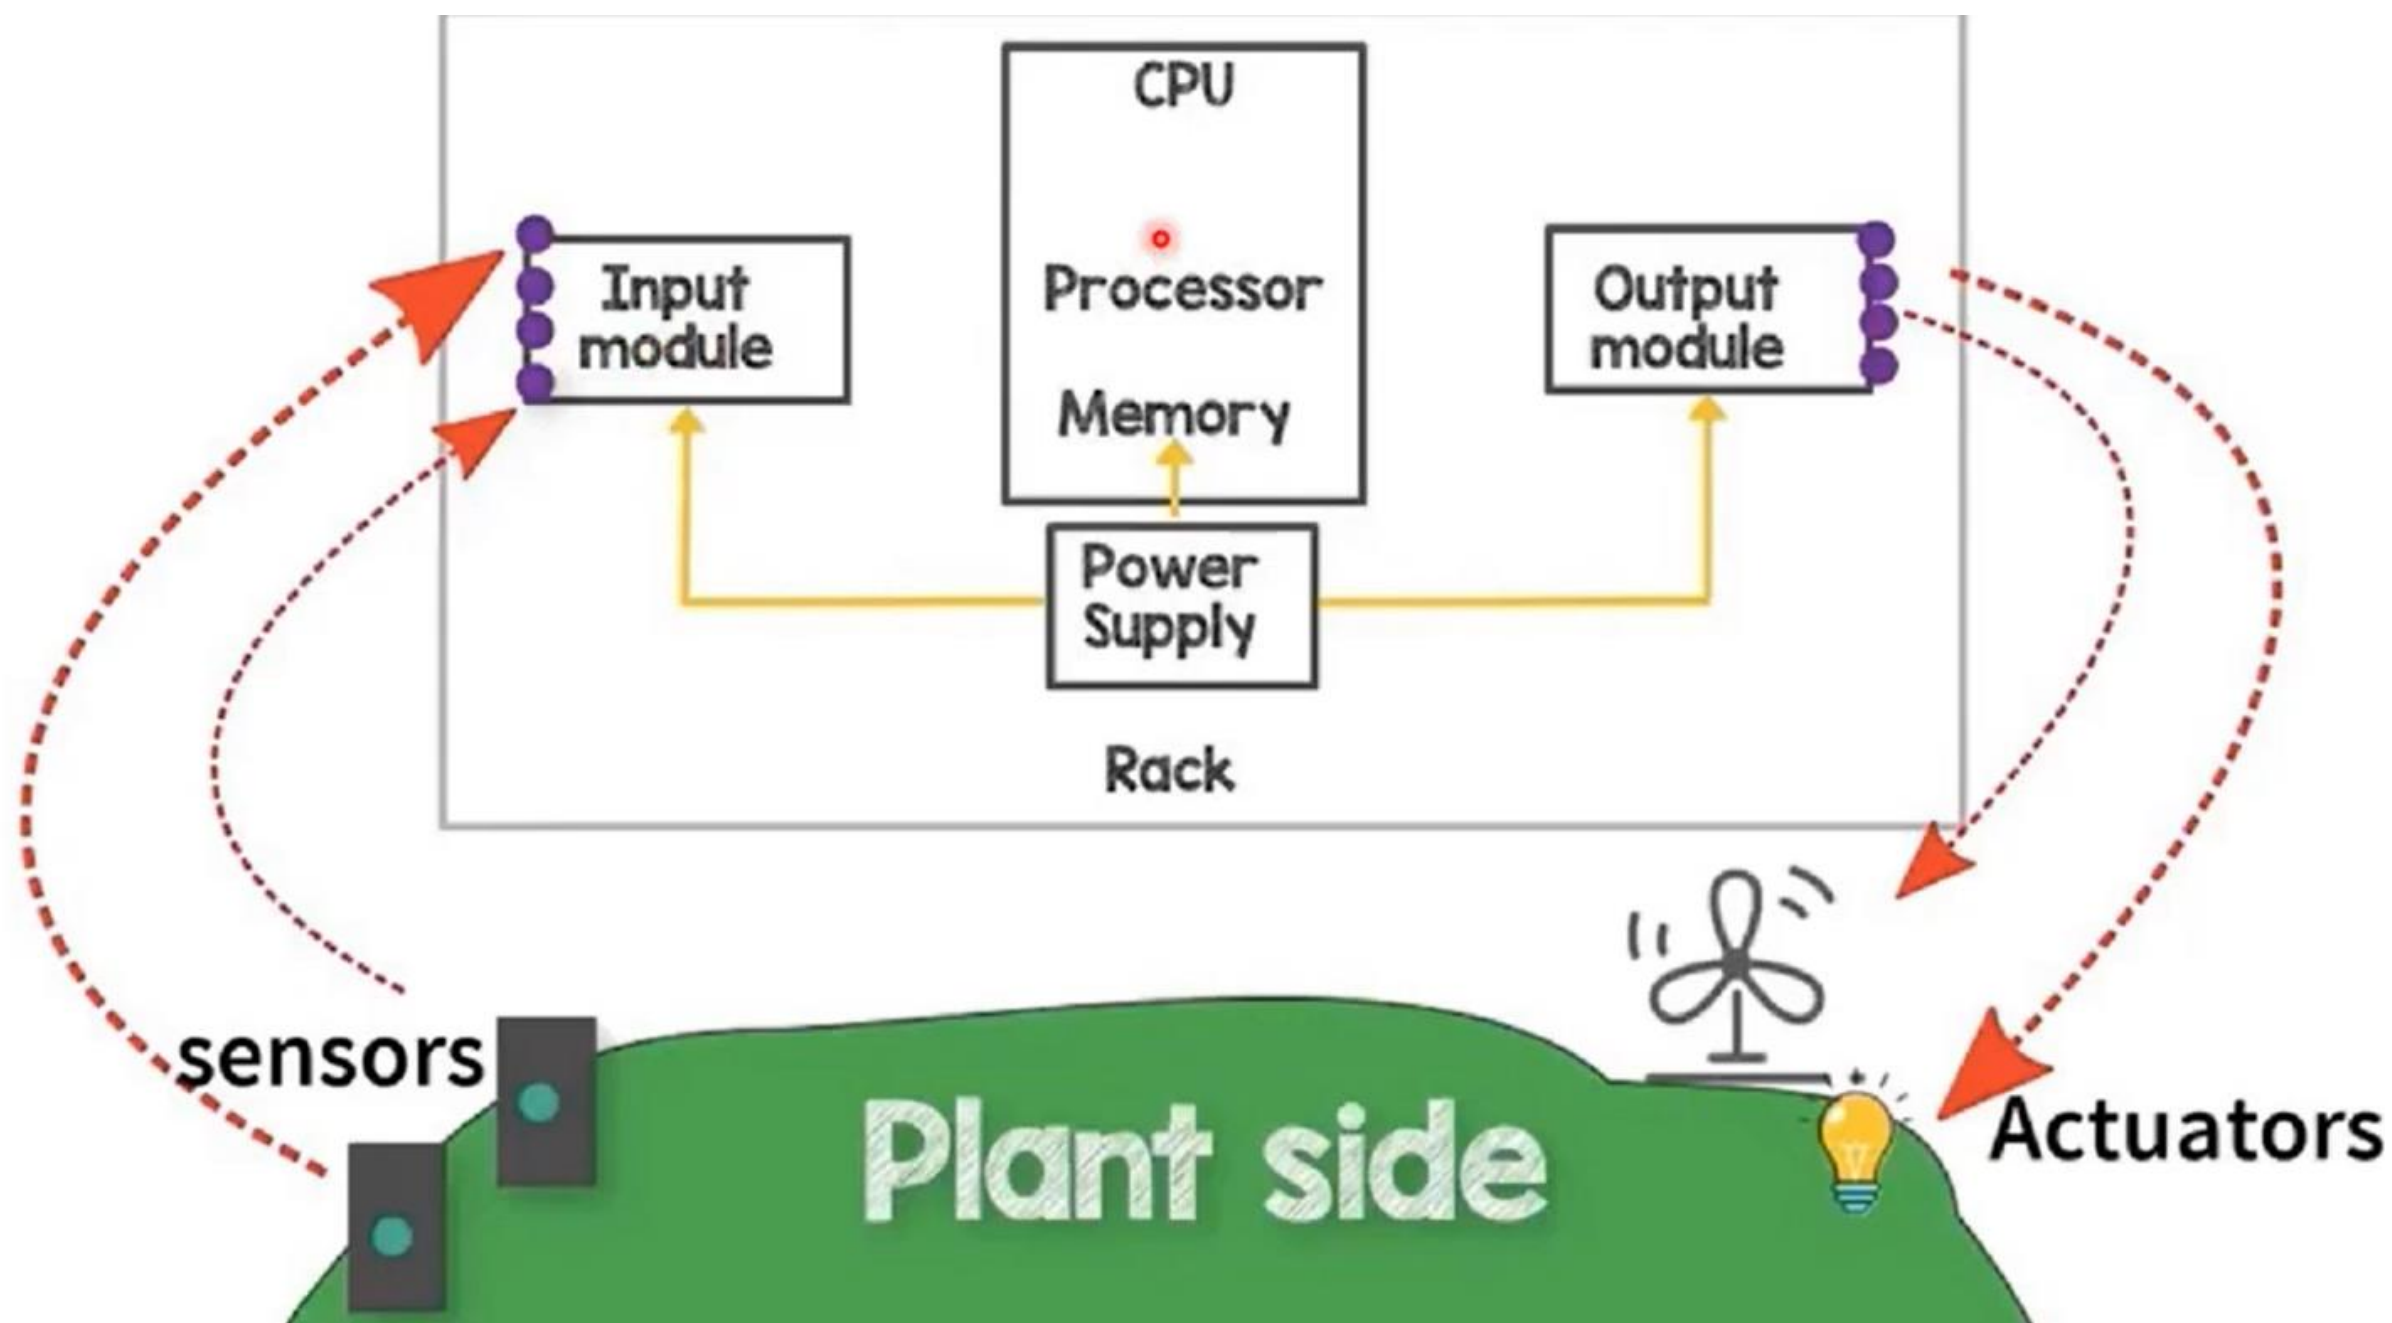 CPU
Processor
Memory
Input
module
Output
module
Power
Supply
Rack
sensors
Plant side
Actuators